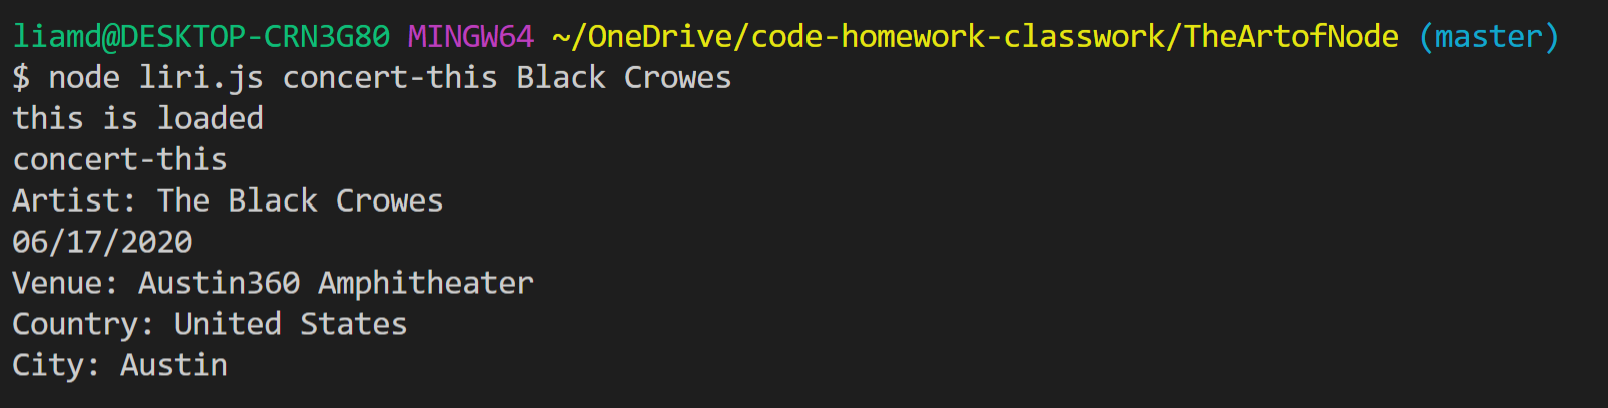 liamd@DESKTOP-CRN3G80 MINGW64 ~/OneDrive/code-homework-classwork/TheArtofNode (master)
$ node liri.js concert-this Black Crowes
this is loaded
concert-this
Artist: The Black Crowes
06/17/2020
Venue: Austin360 Amphitheater
Country: United States
City: Austin